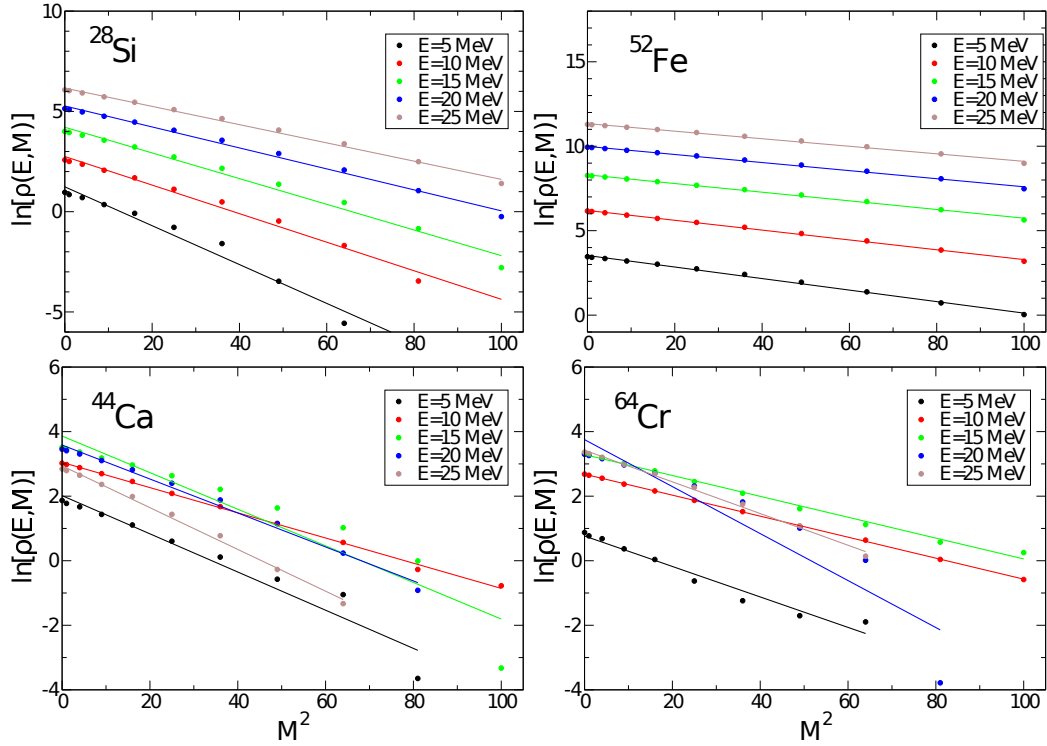 ²⁸Si
E=5 MeV
E=10 MeV
E=15 MeV
E=20 MeV
E=25 MeV
ln[ρ(E,M)]
10
5
0
-5
0 20 40 60 80 100
⁵²Fe
E=5 MeV
E=10 MeV
E=15 MeV
E=20 MeV
E=25 MeV
ln[ρ(E,M)]
15
10
5
0
0 20 40 60 80 100
⁴⁴Ca
E=5 MeV
E=10 MeV
E=15 MeV
E=20 MeV
E=25 MeV
ln[ρ(E,M)]
6
4
2
0
-2
-4
0 20 40 60 80 100
M²
⁶⁴Cr
E=5 MeV
E=10 MeV
E=15 MeV
E=20 MeV
E=25 MeV
ln[ρ(E,M)]
6
4
2
0
-2
-4
0 20 40 60 80 100
M²